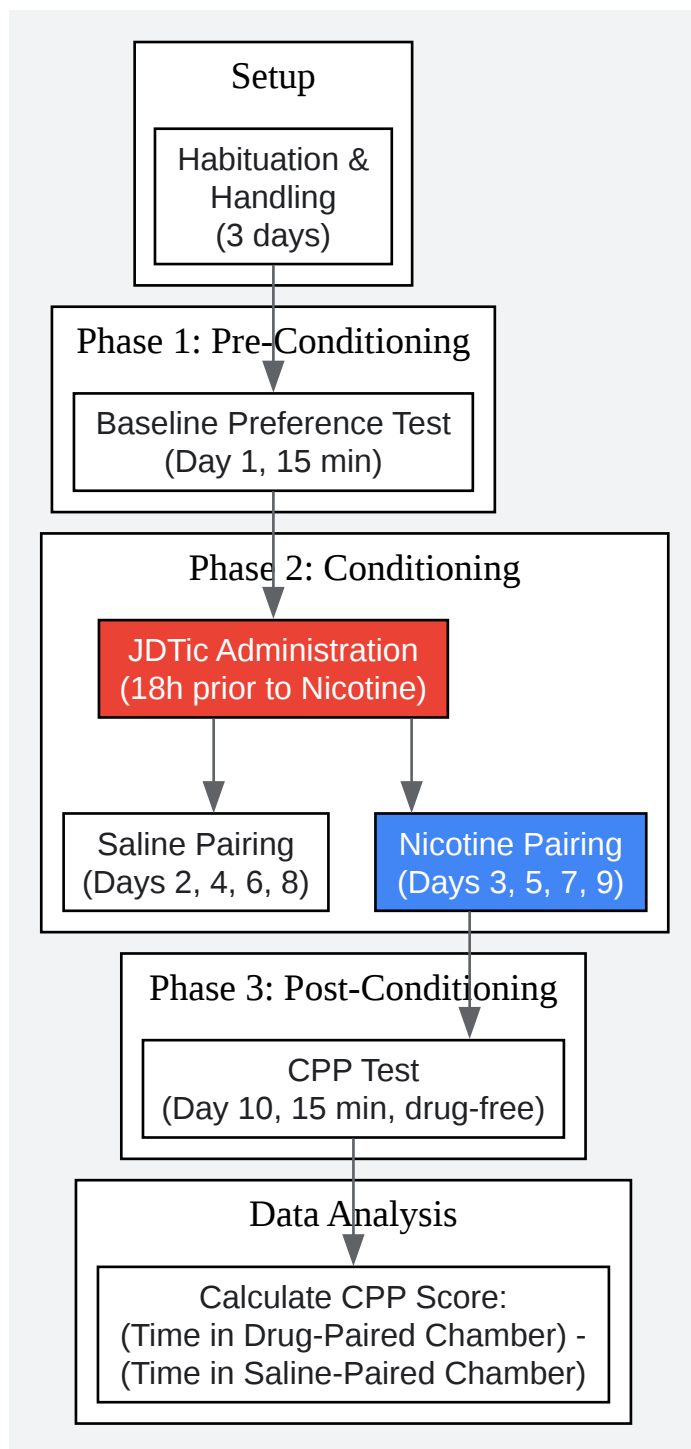 Setup
Habituation &
Handling
(3 days)
Phase 1: Pre-Conditioning
Baseline Preference Test
(Day 1, 15 min)
Phase 2: Conditioning
JDTic Administration
(18h prior to Nicotine)
Saline Pairing
(Days 2, 4, 6, 8)
Nicotine Pairing
(Days 3, 5, 7, 9)
Phase 3: Post-Conditioning
CPP Test
(Day 10, 15 min, drug-free)
Data Analysis
Calculate CPP Score:
(Time in Drug-Paired Chamber) -
(Time in Saline-Paired Chamber)